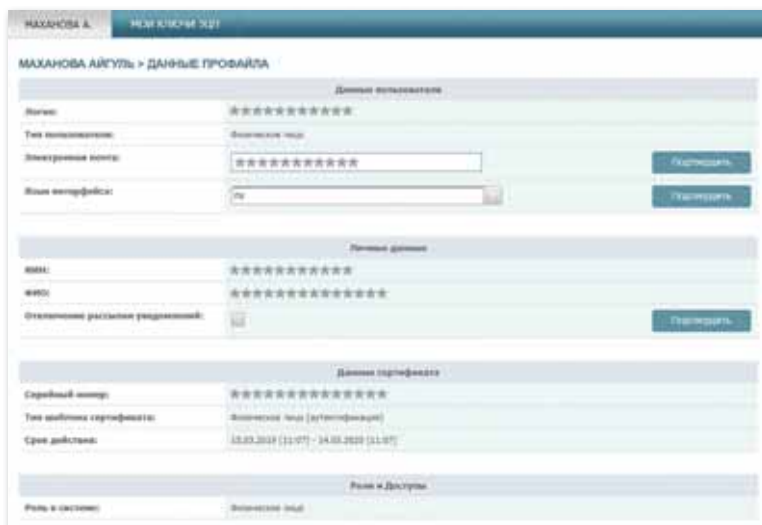 МАХАНОВА А. МОИ КЛЮЧИ ЭЦП
МАХАНОВА АЙГУЛЬ > ДАННЫЕ ПРОФАЙЛА
Данные пользователя
Логин: ***********
Тип пользователя: Физическое лицо
Электронная почта: *********** Подтвердить
Язык интерфейса: ру Подтвердить
Личные данные
ИИН: ***********
ФИО: **************
Отключение рассылки уведомлений: Подтвердить
Данные сертификата
Серийный номер: **************
Тип шаблона сертификата: Физическое лицо (аутентификация)
Срок действия:
Роли и Доступы
Роль в системе: Физическое лицо